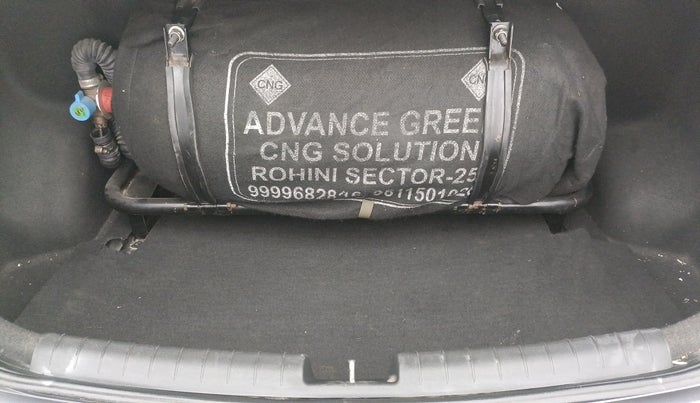 CNG CNG
ADVANCE GREE
CNG SOLUTION
ROHINI SECTOR-25